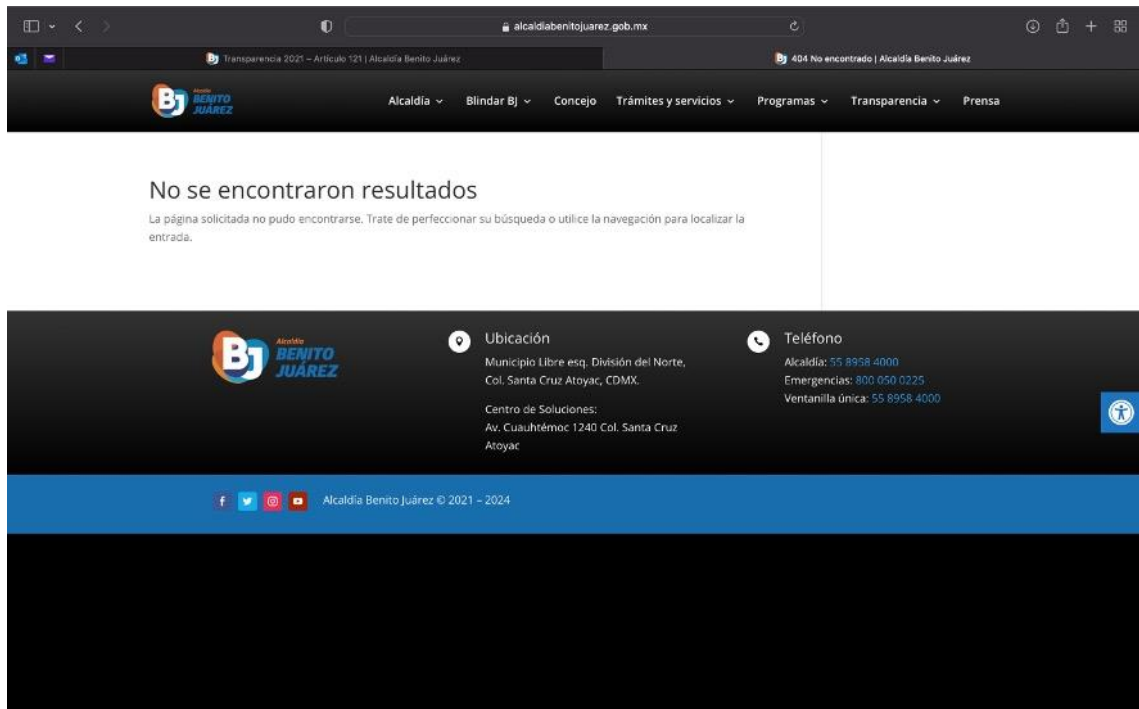 alcaldiabenitojuarez.gob.mx
Transparencia 2021 – Artículo 121 | Alcaldía Benito Juárez
404 No encontrado | Alcaldía Benito Juárez
BJ Alcaldía BENITO JUÁREZ
Alcaldía Blindar BJ Concejo Trámites y servicios Programas Transparencia Prensa
No se encontraron resultados
La página solicitada no pudo encontrarse. Trate de perfeccionar su búsqueda o utilice la navegación para localizar la
entrada.
BJ Alcaldía BENITO JUÁREZ
Ubicación
Municipio Libre esq. División del Norte,
Col. Santa Cruz Atoyac, CDMX.
Centro de Soluciones:
Av. Cuauhtémoc 1240 Col. Santa Cruz
Atoyac
Teléfono
Alcaldía: 55 8958 4000
Emergencias: 800 050 0225
Ventanilla única: 55 8958 4000
Alcaldía Benito Juárez © 2021 – 2024